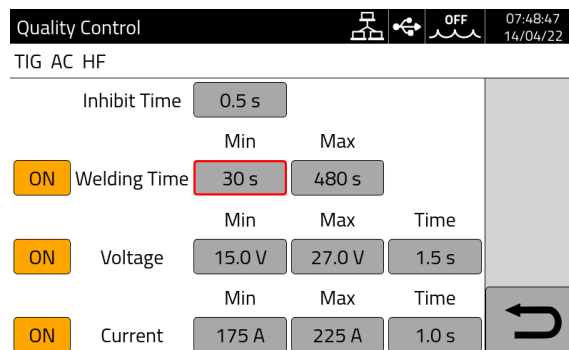 Quality Control OFF 07:48:47
14/04/22
TIG AC HF
Inhibit Time 0.5 s
Min Max
ON Welding Time 30 s 480 s
Min Max Time
ON Voltage 15.0 V 27.0 V 1.5 s
Min Max Time
ON Current 175 A 225 A 1.0 s